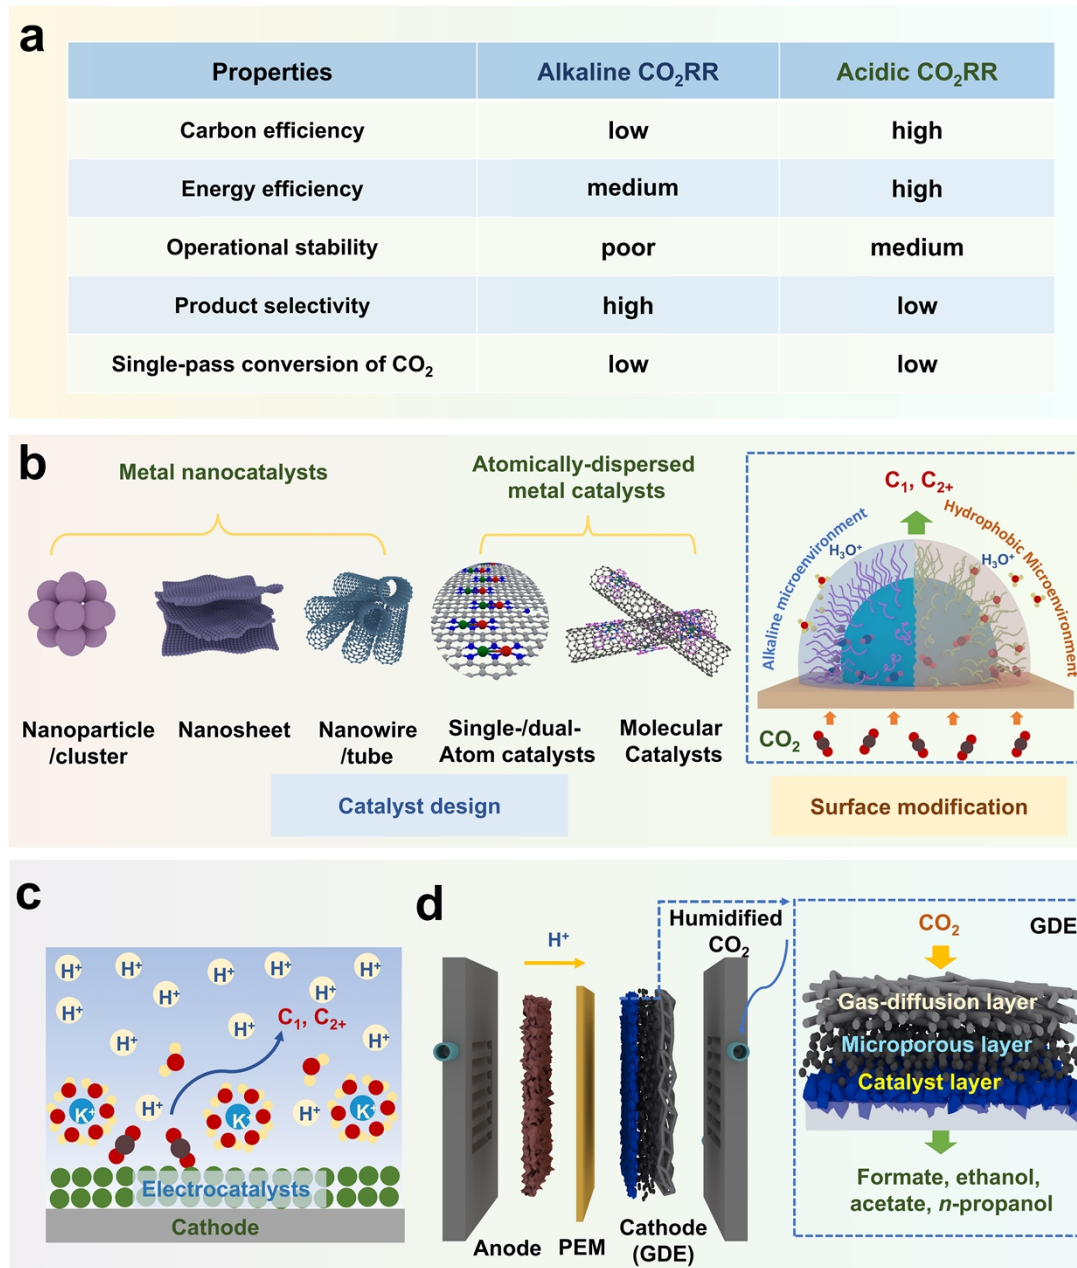 a
Properties Alkaline CO₂RR Acidic CO₂RR
Carbon efficiency low high
Energy efficiency medium high
Operational stability poor medium
Product selectivity high low
Single-pass conversion of CO₂ low low
b
Metal nanocatalysts
Atomically-dispersed
metal catalysts
Nanoparticle
/cluster
Nanosheet
Nanowire
/tube
Single-/dual-
Atom catalysts
Molecular
Catalysts
Catalyst design
C₁, C₂₊
Alkaline microenvironment
Hydrophobic Microenvironment
H₃O⁺
H₃O⁺
CO₂
Surface modification
c
H⁺
H⁺
H⁺
H⁺
H⁺
H⁺
H⁺
H⁺
H⁺
H⁺
H⁺
C₁, C₂₊
H⁺
H⁺
K⁺
K⁺
K⁺
Electrocatalysts
Cathode
d
H⁺
Humidified
CO₂
Anode
PEM
Cathode
(GDE)
CO₂
GDE
Gas-diffusion layer
Microporous layer
Catalyst layer
Formate, ethanol,
acetate, n-propanol